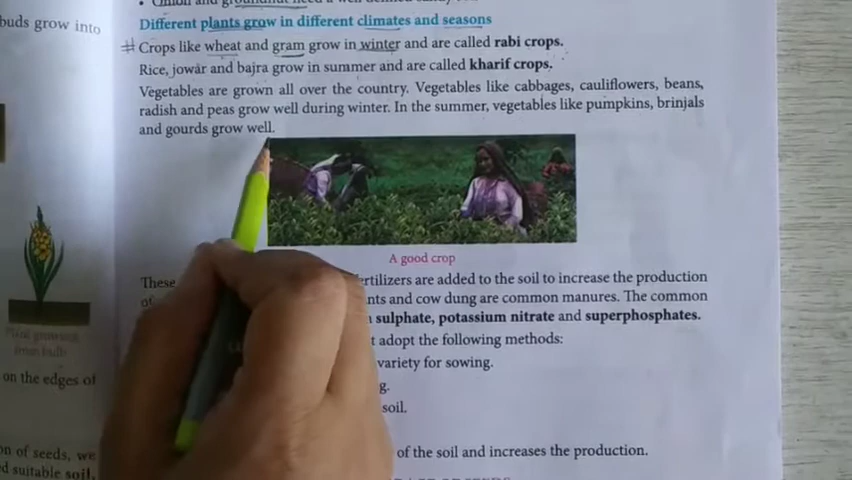 buds grow into
Different plants grow in different climates and seasons
# Crops like wheat and gram grow in winter and are called rabi crops.
Rice, jowar and bajra grow in summer and are called kharif crops.
Vegetables are grown all over the country. Vegetables like cabbages, cauliflowers, beans,
radish and peas grow well during winter. In the summer, vegetables like pumpkins, brinjals
and gourds grow well.
A good crop
These fertilizers are added to the soil to increase the production
of and cow dung are common manures. The common
sulphate, potassium nitrate and superphosphates.
adopt the following methods:
variety for sowing.
soil.
on the edges of
of the soil and increases the production.
of seeds, we
suitable soil,